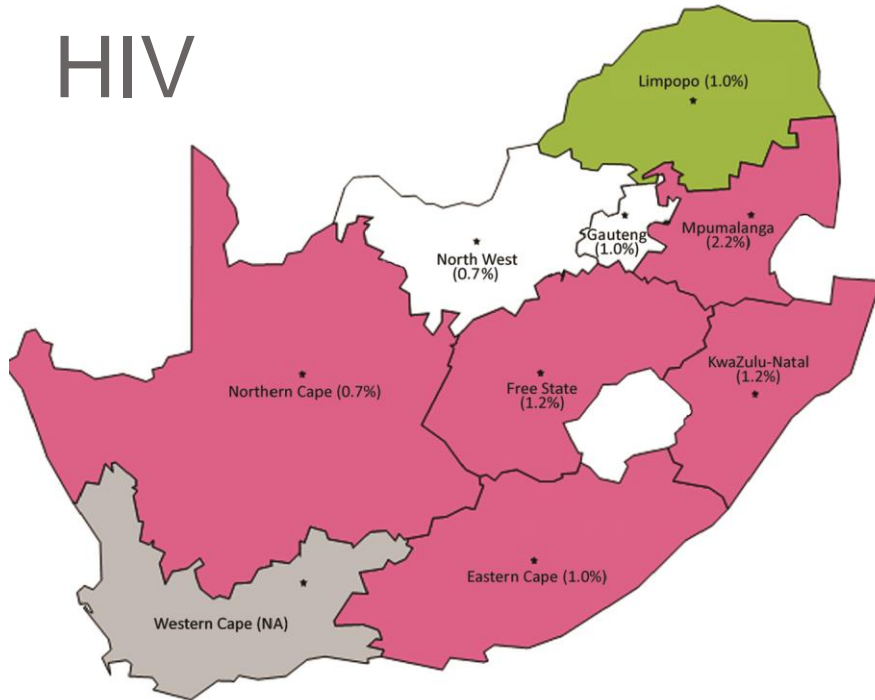 HIV
Limpopo (1.0%)
Gauteng
(1.0%)
Mpumalanga
(2.2%)
North West
(0.7%)
KwaZulu-Natal
(1.2%)
Northern Cape (0.7%)
Free State
(1.2%)
Eastern Cape (1.0%)
Western Cape (NA)